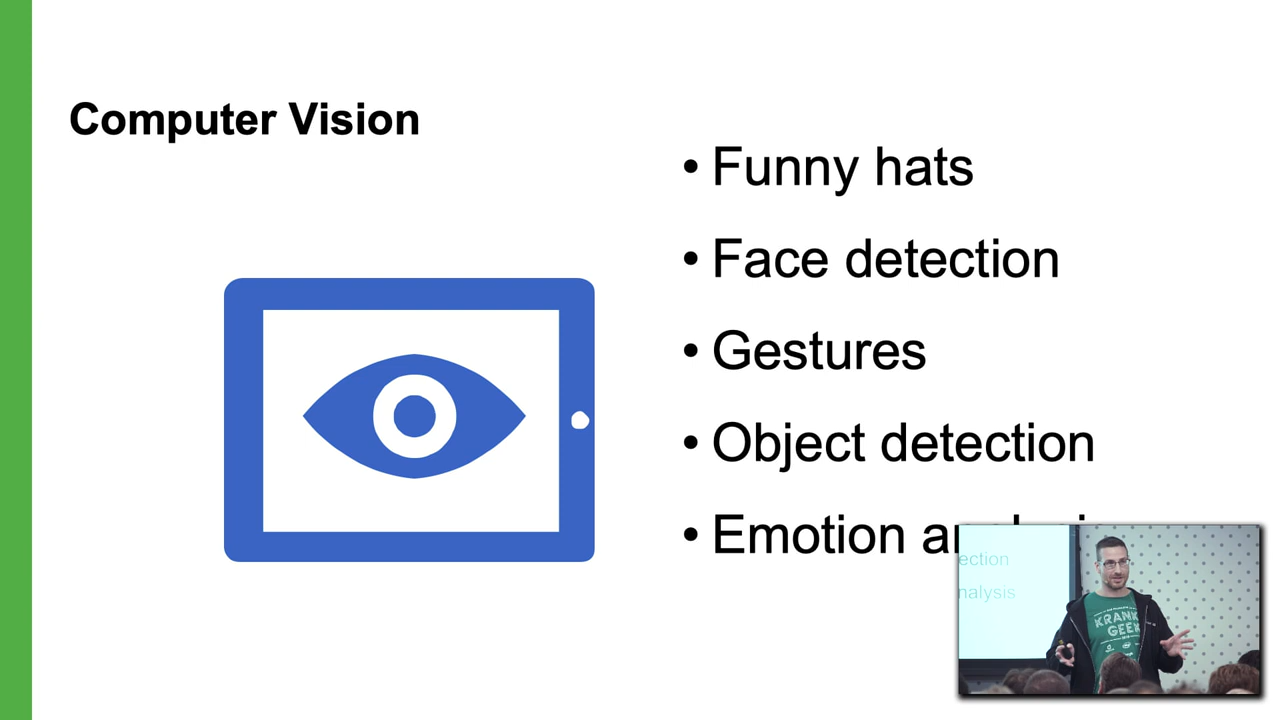 Computer Vision
• Funny hats
• Face detection
• Gestures
• Object detection
• Emotion
ection
nalysis
KRANK
GEEK